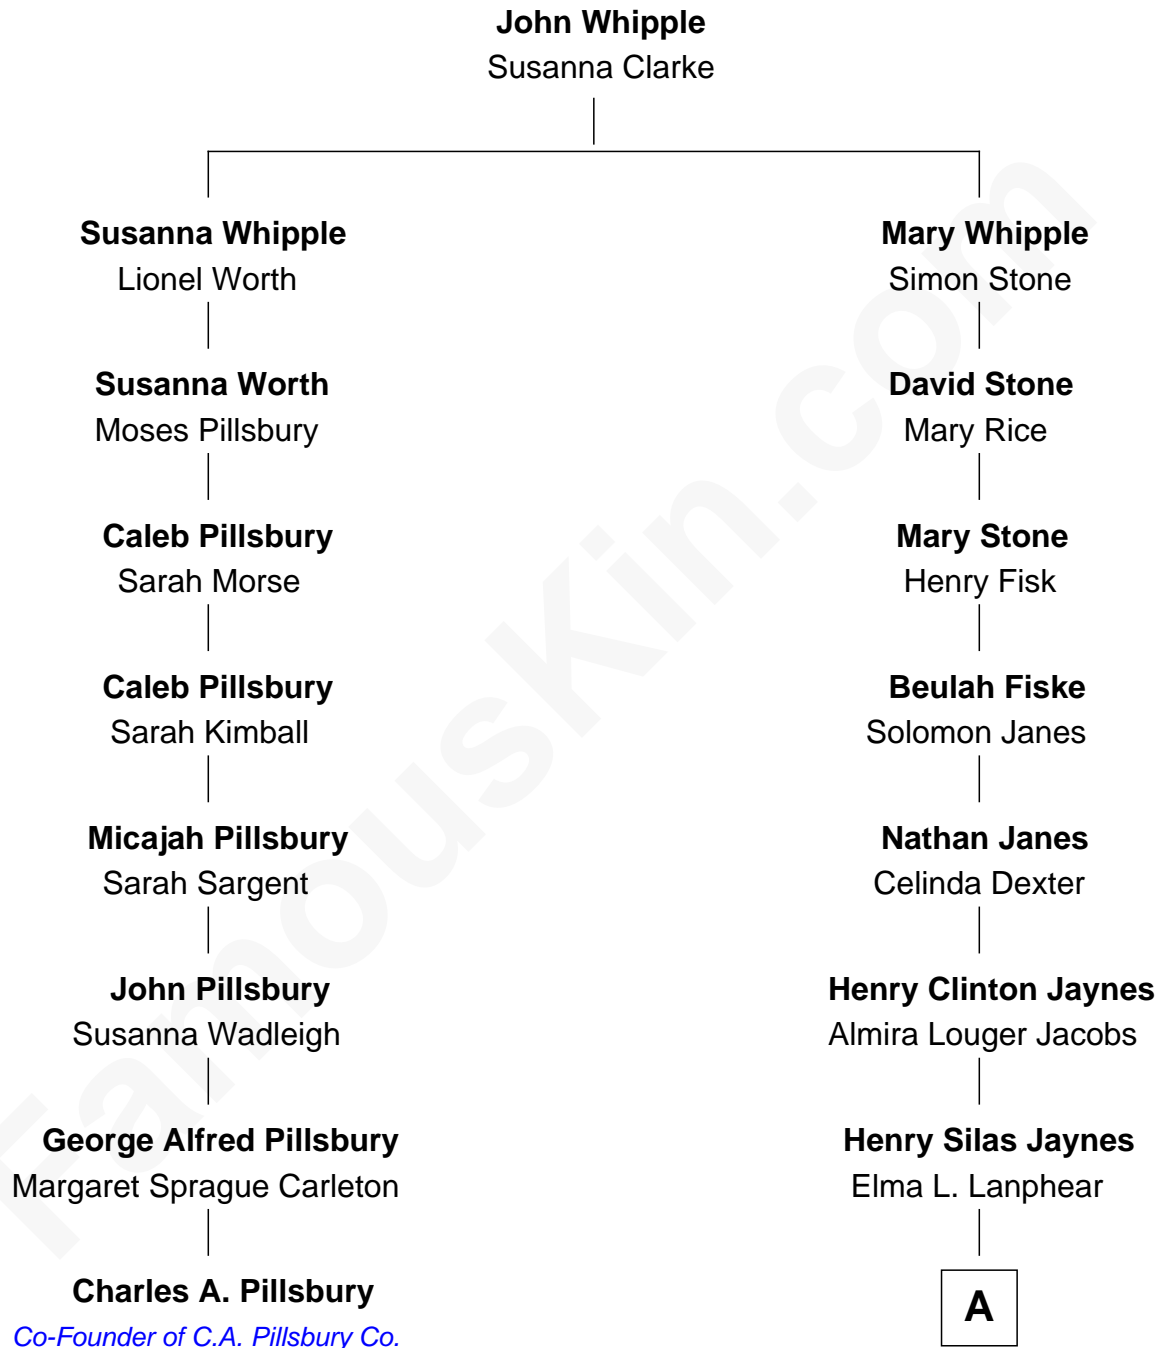 John Whipple
Susanna Clarke
Susanna Whipple
Lionel Worth
Mary Whipple
Simon Stone
Susanna Worth
Moses Pillsbury
David Stone
Mary Rice
Caleb Pillsbury
Sarah Morse
Mary Stone
Henry Fisk
Caleb Pillsbury
Sarah Kimball
Beulah Fiske
Solomon Janes
Micajah Pillsbury
Sarah Sargent
Nathan Janes
Celinda Dexter
John Pillsbury
Susanna Wadleigh
Henry Clinton Jaynes
Almira Louger Jacobs
George Alfred Pillsbury
Margaret Sprague Carleton
Henry Silas Jaynes
Elma L. Lanphear
Charles A. Pillsbury
Co-Founder of C.A. Pillsbury Co.
A
FamousKin.com